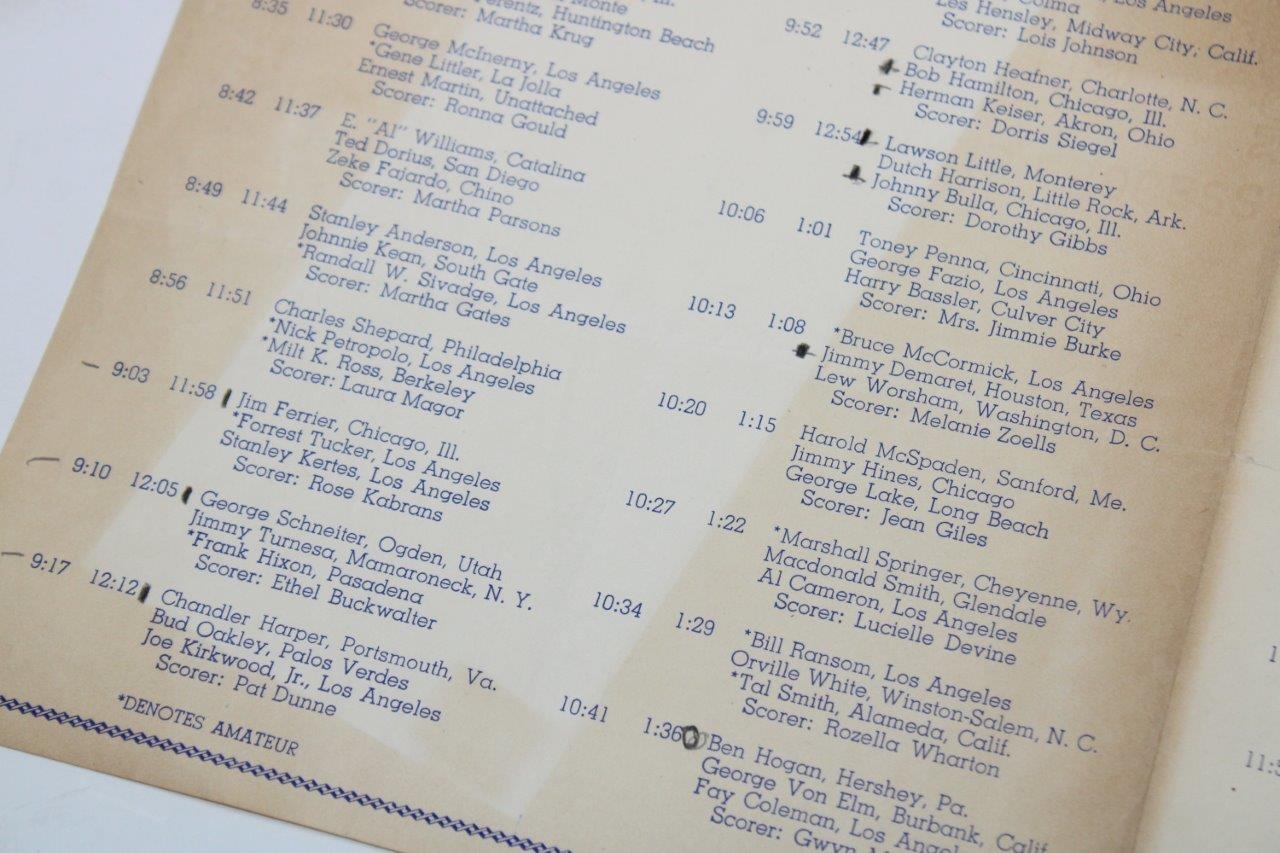 Monte
8:35 11:30
Huntington Beach
Scorer: Martha Krug
George McInerny, Los Angeles
*Gene Littler, La Jolla
Ernest Martin, Unattached
Scorer: Ronna Gould
8:42 11:37
E. "Al" Williams, Catalina
Ted Dorius, San Diego
Zeke Fajardo, Chino
Scorer: Martha Parsons
8:49 11:44
Stanley Anderson, Los Angeles
Johnnie Kean, South Gate
*Randall W. Sivadge, Los Angeles
Scorer: Martha Gates
8:56 11:51
Charles Shepard, Philadelphia
*Nick Petropolo, Los Angeles
*Milt K. Ross, Berkeley
Scorer: Laura Magor
9:03 11:58
Jim Ferrier, Chicago, Ill.
*Forrest Tucker, Los Angeles
Stanley Kertes, Los Angeles
Scorer: Rose Kabrans
9:10 12:05
George Schneiter, Ogden, Utah
Jimmy Turnesa, Mamaroneck, N. Y.
*Frank Hixon, Pasadena
Scorer: Ethel Buckwalter
9:17 12:12
Chandler Harper, Portsmouth, Va.
Bud Oakley, Palos Verdes
Joe Kirkwood, Jr., Los Angeles
Scorer: Pat Dunne
*DENOTES AMATEUR
Los Angeles
Colma
Les Hensley, Midway City, Calif.
Scorer: Lois Johnson
9:52 12:47
Clayton Heafner, Charlotte, N. C.
Bob Hamilton, Chicago, Ill.
Herman Keiser, Akron, Ohio
Scorer: Dorris Siegel
9:59 12:54
Lawson Little, Monterey
Dutch Harrison, Little Rock, Ark.
Johnny Bulla, Chicago, Ill.
Scorer: Dorothy Gibbs
10:06 1:01
Toney Penna, Cincinnati, Ohio
George Fazio, Los Angeles
Harry Bassler, Culver City
Scorer: Mrs. Jimmie Burke
10:13 1:08
*Bruce McCormick, Los Angeles
Jimmy Demaret, Houston, Texas
Lew Worsham, Washington, D. C.
Scorer: Melanie Zoells
10:20 1:15
Harold McSpaden, Sanford, Me.
Jimmy Hines, Chicago
George Lake, Long Beach
Scorer: Jean Giles
10:27 1:22
*Marshall Springer, Cheyenne, Wy.
Macdonald Smith, Glendale
Al Cameron, Los Angeles
Scorer: Lucielle Devine
10:34 1:29
*Bill Ransom, Los Angeles
Orville White, Winston-Salem, N. C.
*Tal Smith, Alameda, Calif.
Scorer: Rozella Wharton
10:41 1:36
Ben Hogan, Hershey, Pa.
George Von Elm, Burbank, Calif.
Fay Coleman, Los
Scorer: Gwyn